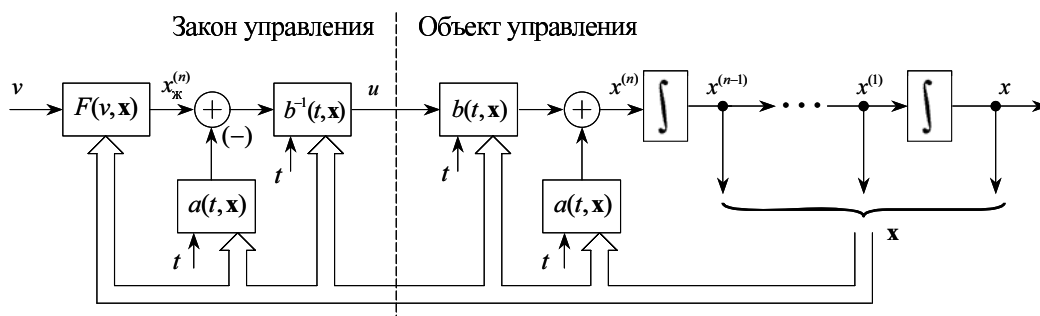 Закон управления Объект управления
v F(v, x) x_ж^(n) + b⁻¹(t, x) u b(t, x) + x^(n) ∫ x^(n−1) • • • x^(1) ∫ x
(−)
t t
a(t, x) a(t, x) x
t t